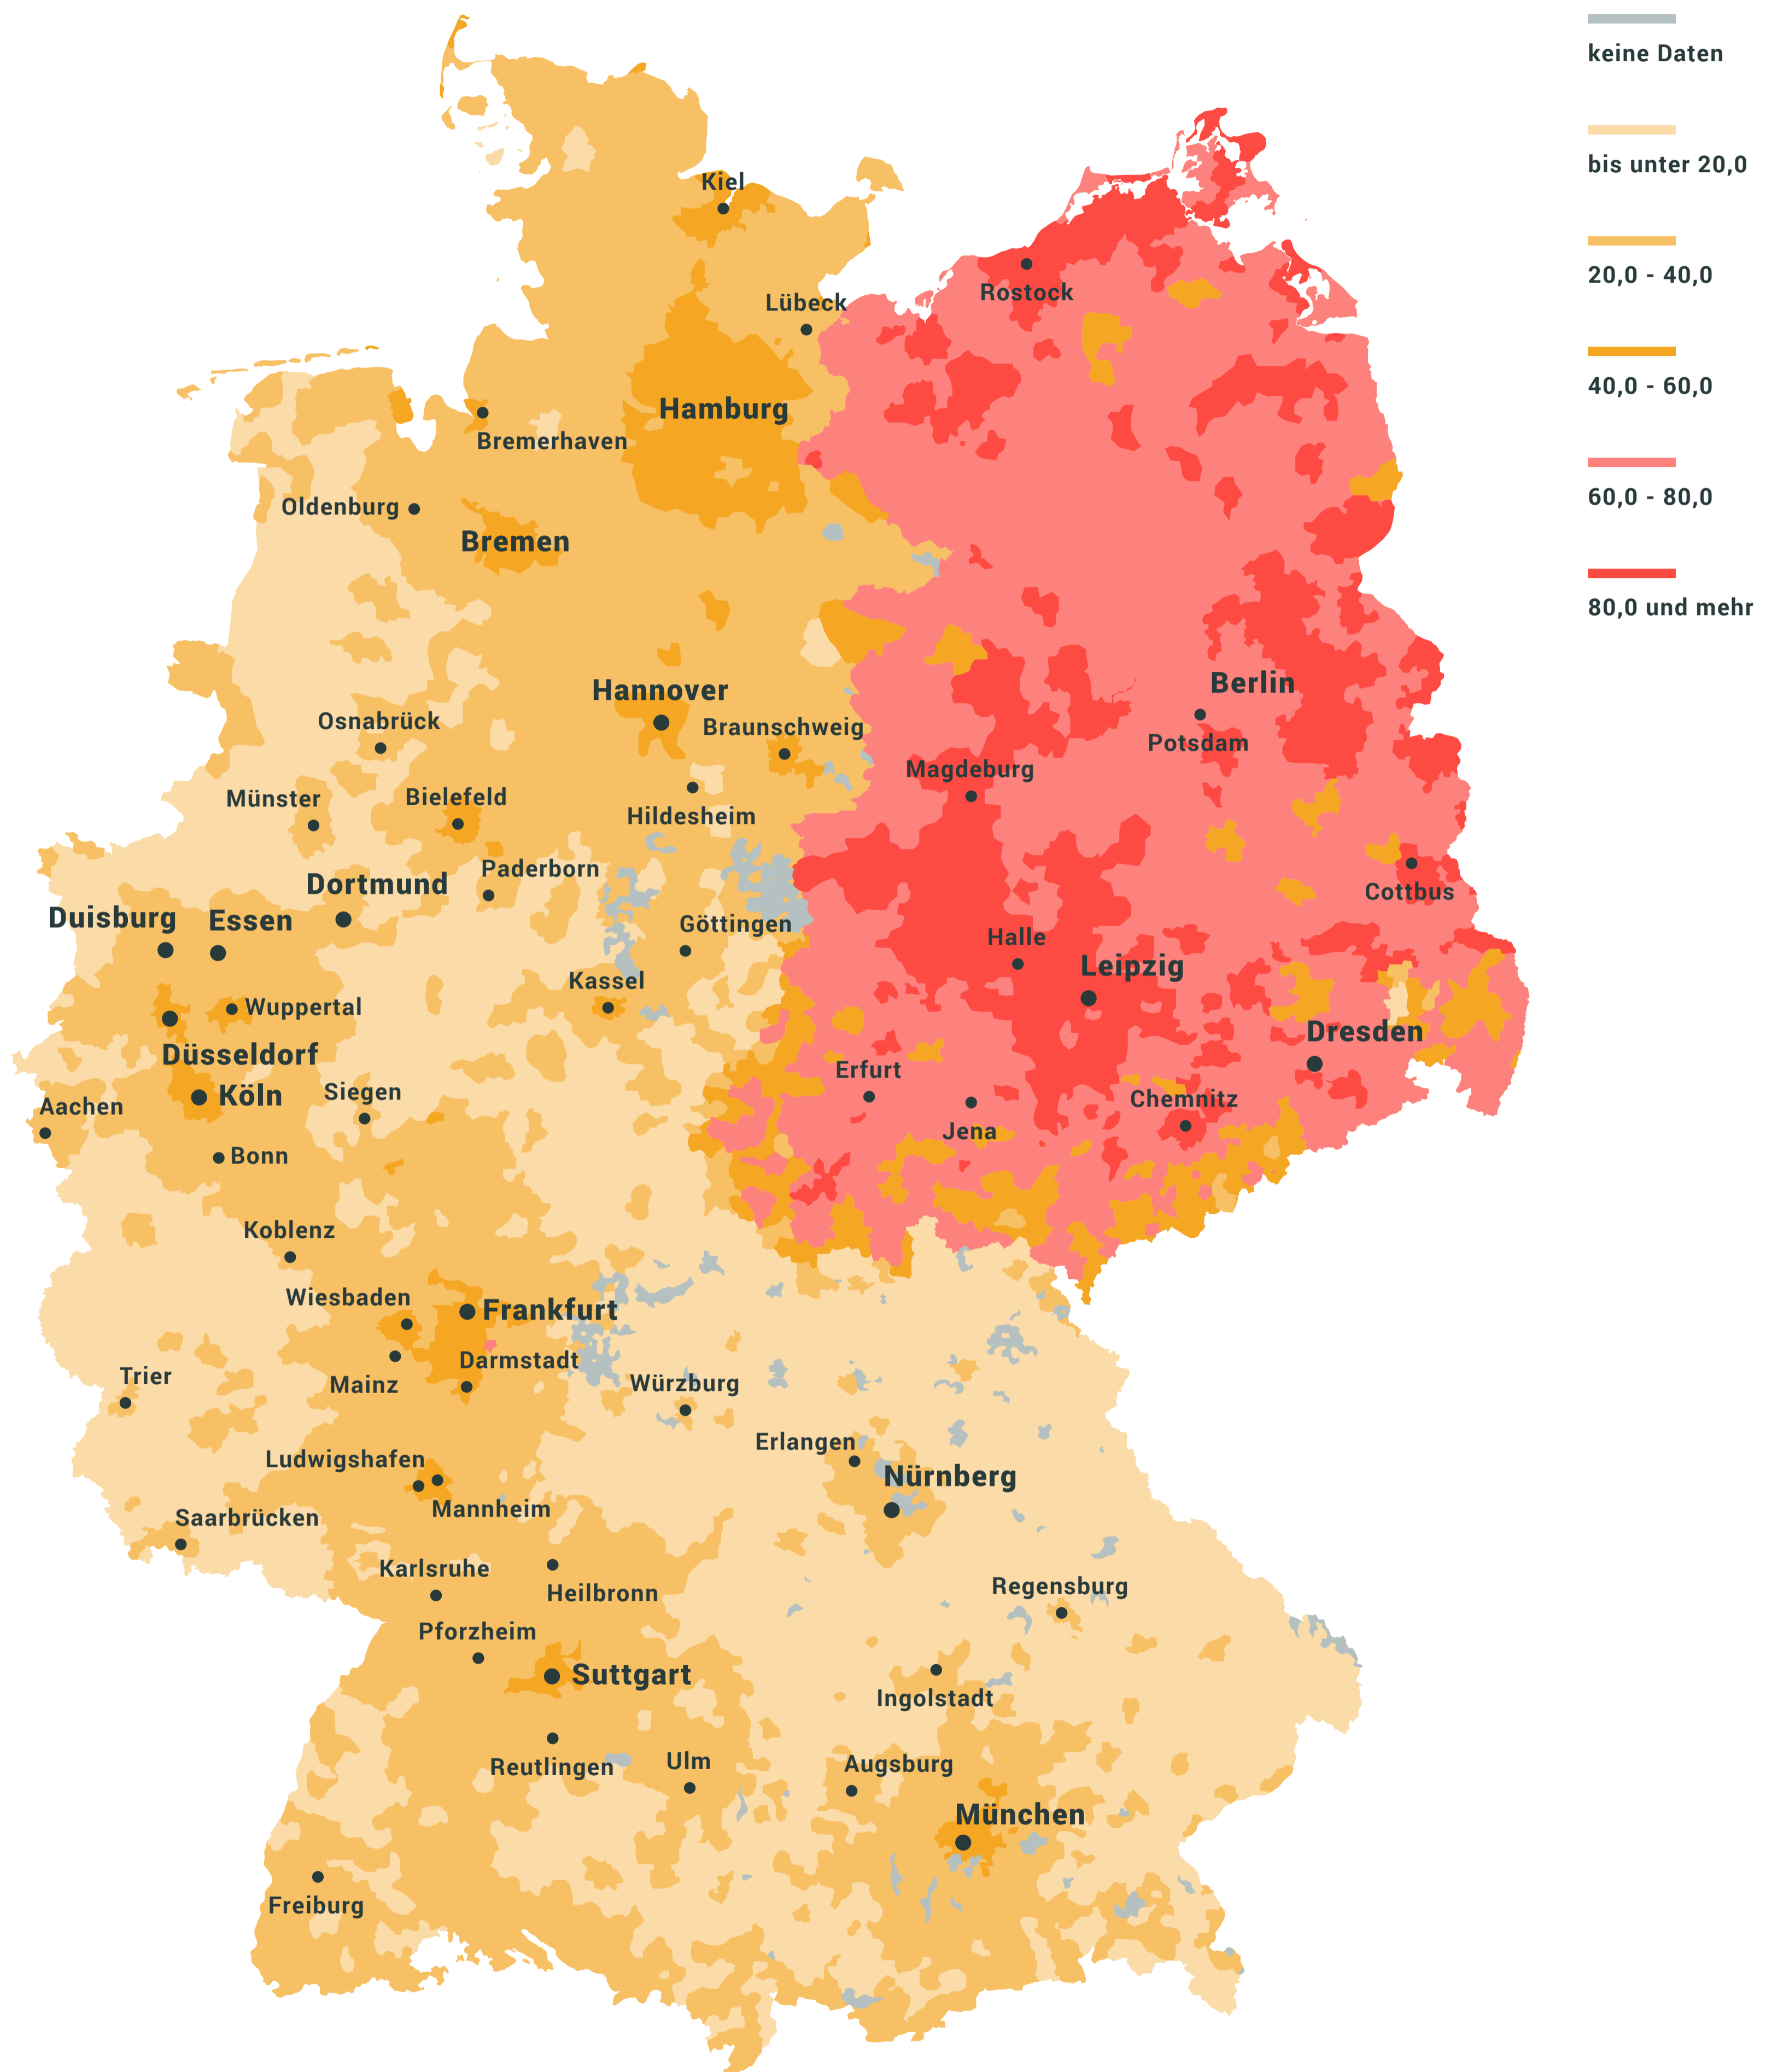 keine Daten
bis unter 20,0
20,0 - 40,0
40,0 - 60,0
60,0 - 80,0
80,0 und mehr
Kiel
Rostock
Lübeck
Hamburg
Bremerhaven
Oldenburg
Bremen
Berlin
Hannover
Osnabrück
Braunschweig
Potsdam
Magdeburg
Münster
Bielefeld
Hildesheim
Paderborn
Dortmund
Cottbus
Duisburg
Essen
Göttingen
Halle
Leipzig
Kassel
Wuppertal
Dresden
Düsseldorf
Erfurt
Köln
Siegen
Chemnitz
Aachen
Jena
Bonn
Koblenz
Wiesbaden
Frankfurt
Darmstadt
Trier
Mainz
Würzburg
Erlangen
Ludwigshafen
Nürnberg
Mannheim
Saarbrücken
Karlsruhe
Regensburg
Heilbronn
Pforzheim
Suttgart
Ingolstadt
Reutlingen
Ulm
Augsburg
München
Freiburg